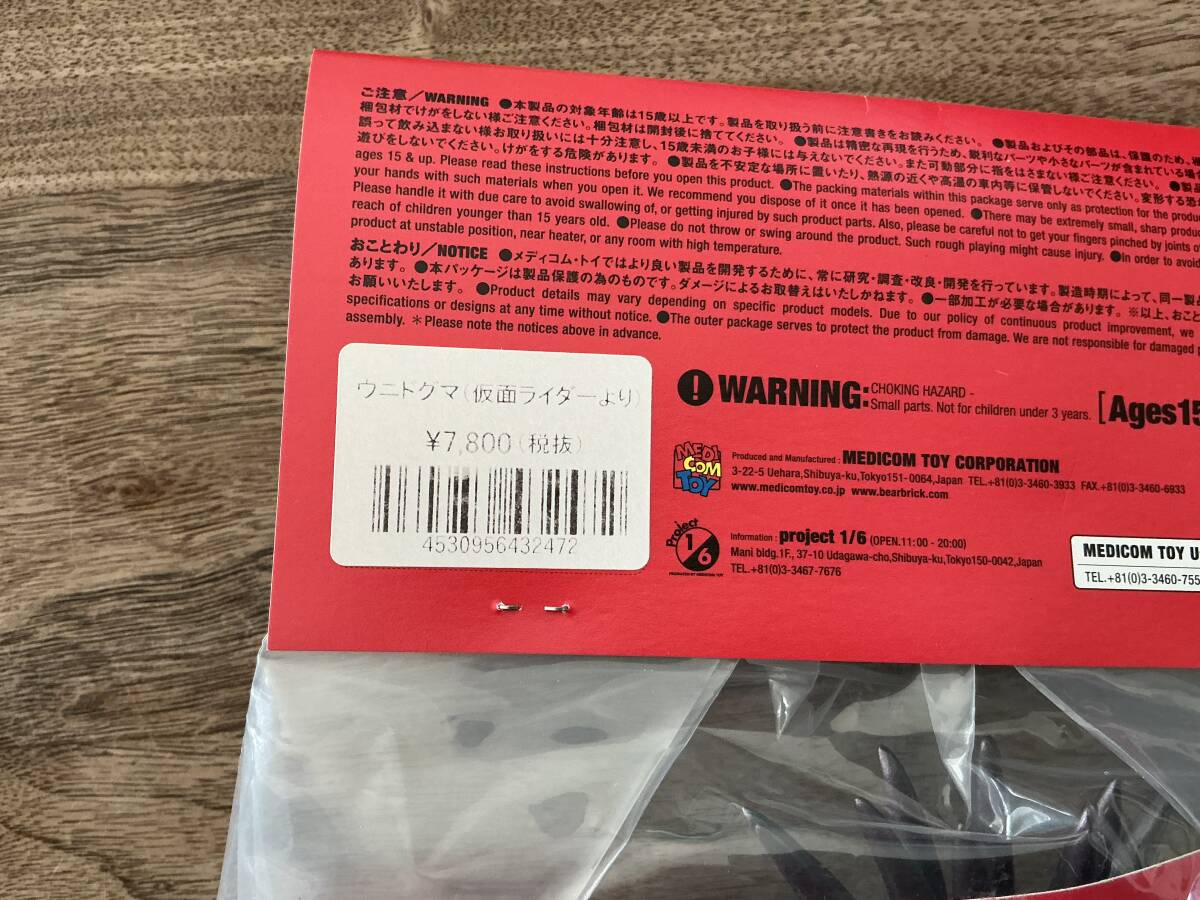 ご注意／WARNING ●本製品の対象年齢は15歳以上です。製品を取り扱う前に注意書きをお読みください。 ●製品およびその部品は、保護のため、
梱包材でけがをしない様ご注意ください。梱包材は開封後に捨ててください。 ●製品は精密な再現を行うため、鋭利なパーツや小さなパーツが含まれている場合
誤って飲み込まない様お取り扱いには十分注意し、15歳未満のお子様には与えないでください。また可動部分に指をはさまない様ご注意ください。 ●製品
遊びをしないでください。けがをする危険があります。 ●製品を不安定な場所に置いたり、熱源の近くや高温の車内等に保管しないでください。変形する恐
ages 15 & up. Please read these instructions before you open this product. ●The packing materials within this package serve only as protection for the produc
your hands with such materials when you open it. We recommend you dispose of it once it has been opened. ●There may be extremely small, sharp produc
Please handle it with due care to avoid swallowing of, or getting injured by such product parts. Also, please be careful not to get your fingers pinched by joints o
reach of children younger than 15 years old. ●Please do not throw or swing around the product. Such rough playing might cause injury. ●In order to avoid
product at unstable position, near heater, or any room with high temperature.
おことわり／NOTICE ●メディコム・トイではより良い製品を開発するために、常に研究・調査・改良・開発を行っています。製造時期によって、同一製品
あります。 ●本パッケージは製品保護の為のものです。ダメージによるお取替えはいたしかねます。 ●一部加工が必要な場合があります。 ※以上、おこと
お願いいたします。 ●Product details may vary depending on specific product models. Due to our policy of continuous product improvement, we
specifications or designs at any time without notice. ●The outer package serves to protect the product from damage. We are not responsible for damaged p
assembly. ＊Please note the notices above in advance.
ウニドグマ(仮面ライダーより)
¥7,800(税抜)
4530956432472
! WARNING: CHOKING HAZARD -
Small parts. Not for children under 3 years. [Ages15
MEDI COM TOY
Produced and Manufactured : MEDICOM TOY CORPORATION
3-22-5 Uehara,Shibuya-ku,Tokyo151-0064,Japan TEL.+81(0)3-3460-3933 FAX.+81(0)3-3460-6933
www.medicomtoy.co.jp www.bearbrick.com
Project 1/6
PRODUCED BY MEDICOM TOY
Information : project 1/6 (OPEN.11:00 - 20:00)
Mani bldg.1F., 37-10 Udagawa-cho,Shibuya-ku,Tokyo150-0042,Japan
TEL.+81(0)3-3467-7676
MEDICOM TOY U
TEL.+81(0)3-3460-755